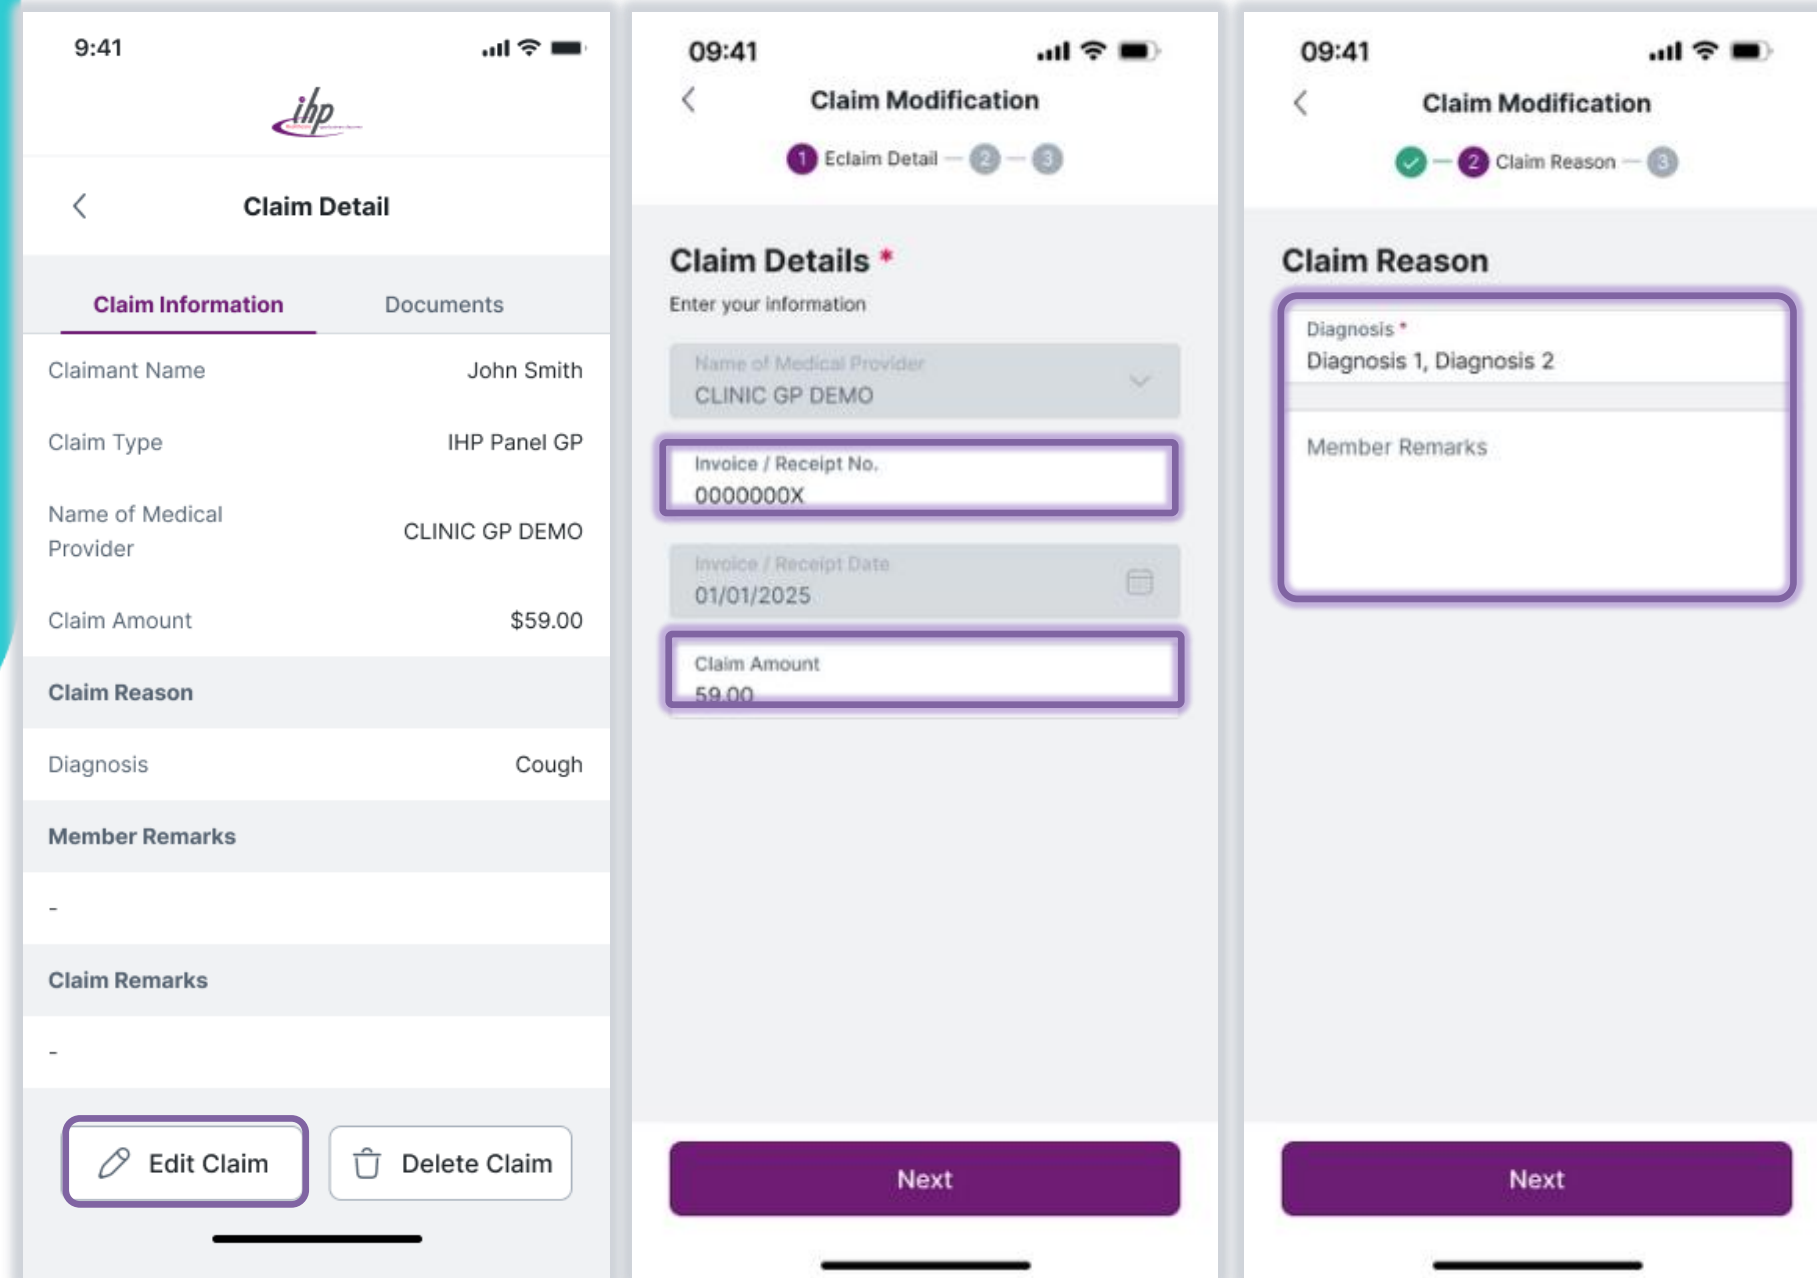 9:41
ihp
Claim Detail
Claim Information
Documents
Claimant Name
John Smith
Claim Type
IHP Panel GP
Name of Medical
Provider
CLINIC GP DEMO
Claim Amount
$59.00
Claim Reason
Diagnosis
Cough
Member Remarks
-
Claim Remarks
-
Edit Claim
Delete Claim
09:41
Claim Modification
1 Eclaim Detail — 2 — 3
Claim Details *
Enter your information
Name of Medical Provider
CLINIC GP DEMO
Invoice / Receipt No.
0000000X
Invoice / Receipt Date
01/01/2025
Claim Amount
59.00
Next
09:41
Claim Modification
2 Claim Reason — 3
Claim Reason
Diagnosis *
Diagnosis 1, Diagnosis 2
Member Remarks
Next